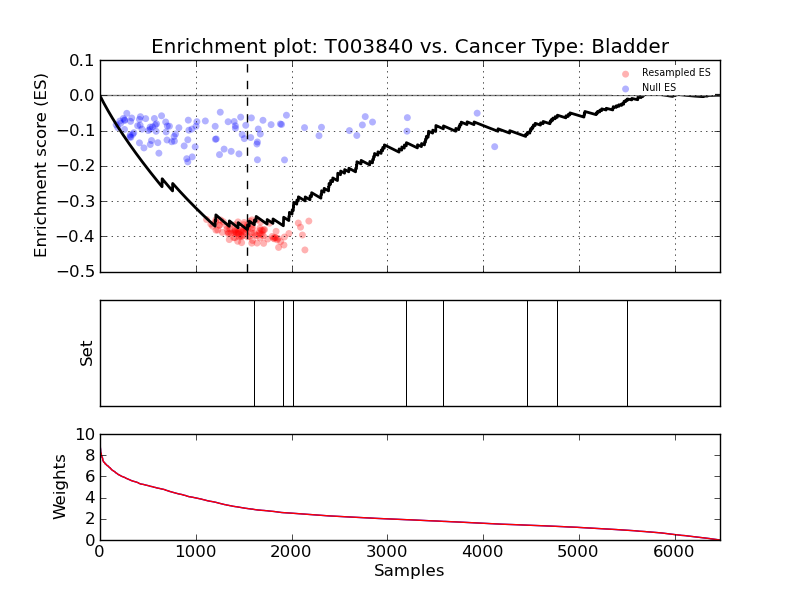 Enrichment plot: T003840 vs. Cancer Type: Bladder
Enrichment score (ES)
0.1
0.0
−0.1
−0.2
−0.3
−0.4
−0.5
Resampled ES
Null ES
Set
Weights
10
8
6
4
2
0
0 1000 2000 3000 4000 5000 6000
Samples